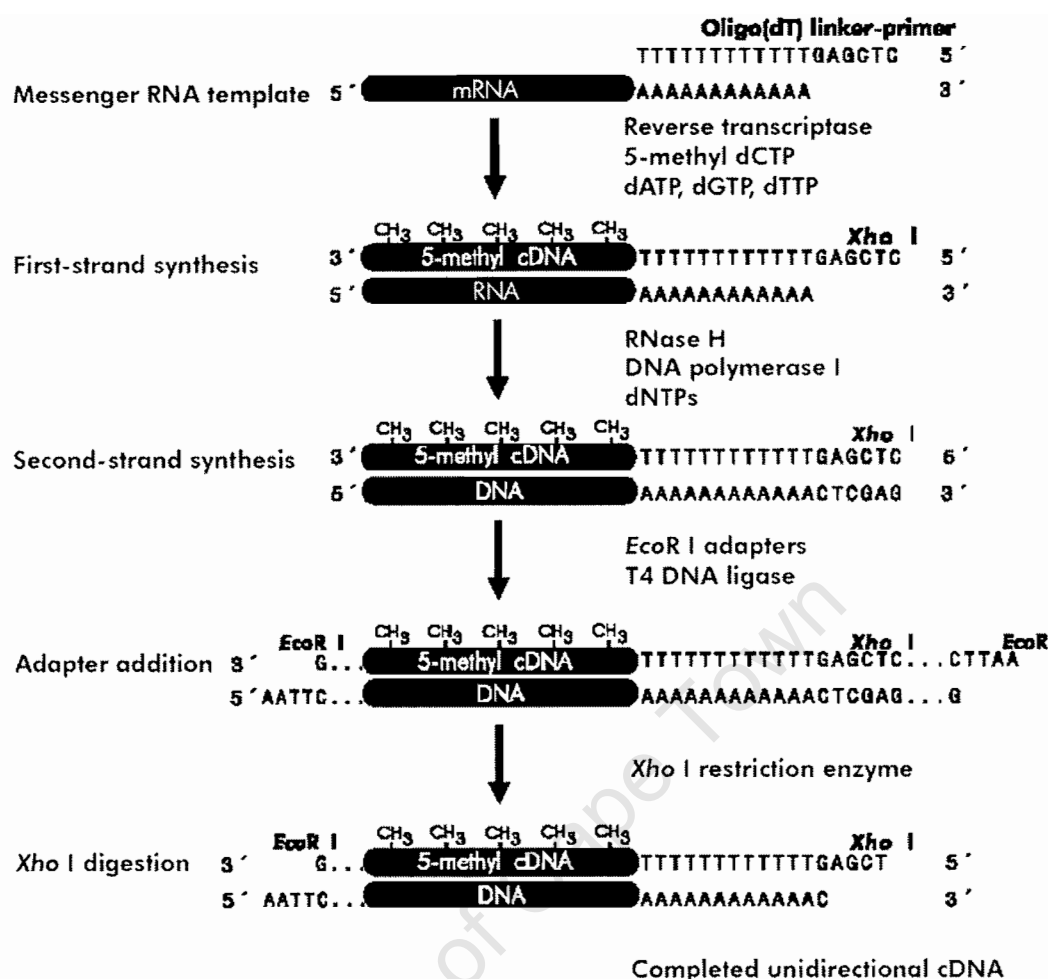 Oligo(dT) linker-primer
TTTTTTTTTTTTGAGCTC 5´
Messenger RNA template 5´ mRNA AAAAAAAAAAAA 3´
Reverse transcriptase
5-methyl dCTP
dATP, dGTP, dTTP
CH3 CH3 CH3 CH3 CH3 Xho I
First-strand synthesis 3´ 5-methyl cDNA TTTTTTTTTTTTGAGCTC 5´
5´ RNA AAAAAAAAAAAA 3´
RNase H
DNA polymerase I
dNTPs
CH3 CH3 CH3 CH3 CH3 Xho I
Second-strand synthesis 3´ 5-methyl cDNA TTTTTTTTTTTTGAGCTC 5´
5´ DNA AAAAAAAAAAAACTCGAG 3´
EcoR I adapters
T4 DNA ligase
EcoR I CH3 CH3 CH3 CH3 CH3 Xho I EcoR
Adapter addition 3´ G... 5-methyl cDNA TTTTTTTTTTTTGAGCTC...CTTAA
5´AATTC... DNA AAAAAAAAAAAACTCGAG...G
Xho I restriction enzyme
EcoR I CH3 CH3 CH3 CH3 CH3 Xho I
Xho I digestion 3´ G... 5-methyl cDNA TTTTTTTTTTTTGAGCT 5´
5´ AATTC... DNA AAAAAAAAAAAAC 3´
Completed unidirectional cDNA
of Cape Town